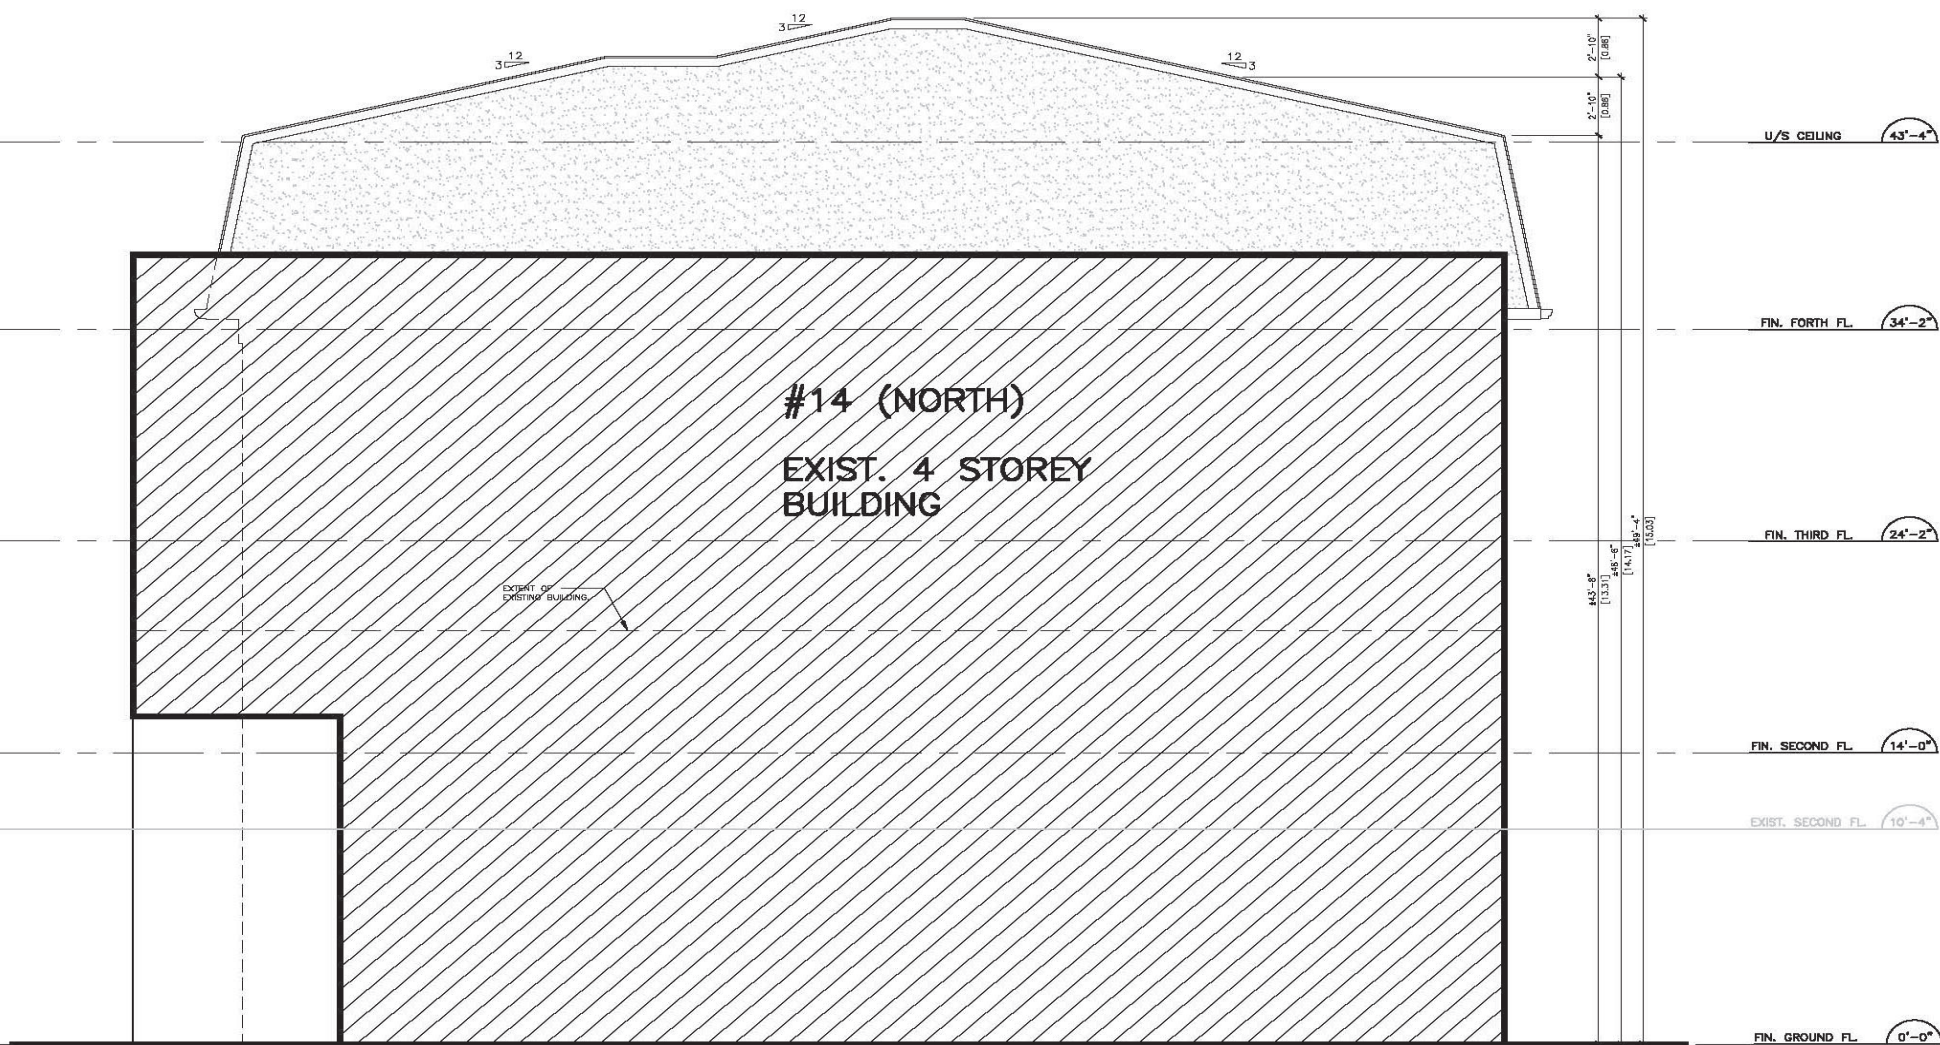 12
3
12
3
12
3
2'-10"
[0.86]
2'-10"
[0.86]
U/S CEILING 43'-4"
FIN. FORTH FL. 34'-2"
#14 (NORTH)
EXIST. 4 STOREY
BUILDING
FIN. THIRD FL. 24'-2"
±49'-4"
[15.03]
±46'-6"
[14.17]
±43'-8"
[13.31]
EXTENT OF
EXISTING BUILDING.
FIN. SECOND FL. 14'-0"
EXIST. SECOND FL. 10'-4"
FIN. GROUND FL. 0'-0"